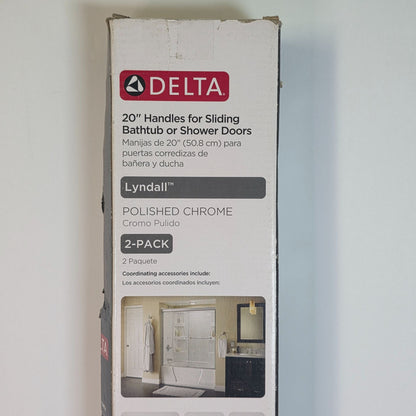 DELTA
20" Handles for Sliding
Bathtub or Shower Doors
Manijas de 20" (50.8 cm) para
puertas corredizas de
bañera y ducha
Lyndall™
POLISHED CHROME
Cromo Pulido
2-PACK
2 Paquete
Coordinating accessories include:
Los accesorios coordinados incluyen:
DELTA